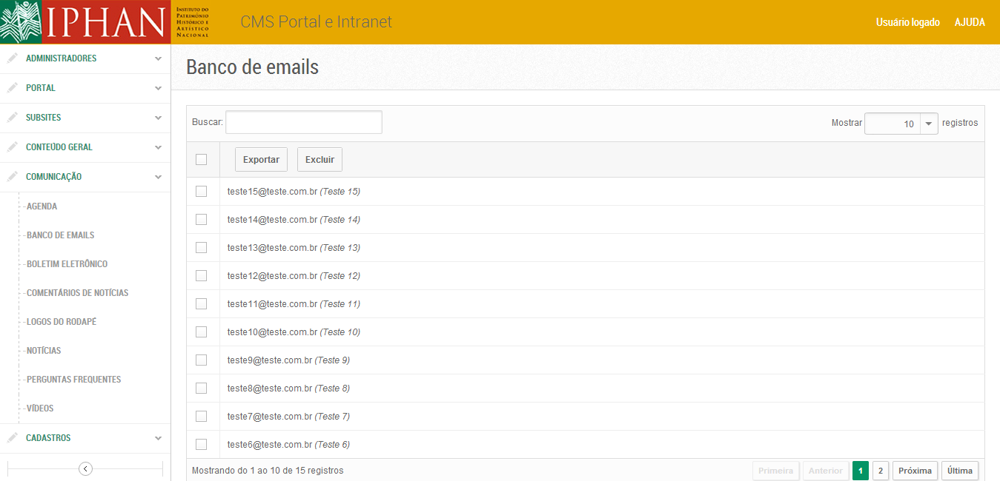 IPHAN
INSTITUTO DO
PATRIMÔNIO
HISTÓRICO E
ARTÍSTICO
NACIONAL
CMS Portal e Intranet
Usuário logado
AJUDA
ADMINISTRADORES
PORTAL
SUBSITES
CONTEÚDO GERAL
COMUNICAÇÃO
AGENDA
BANCO DE EMAILS
BOLETIM ELETRÔNICO
COMENTÁRIOS DE NOTÍCIAS
LOGOS DO RODAPÉ
NOTÍCIAS
PERGUNTAS FREQUENTES
VÍDEOS
CADASTROS
Banco de emails
Buscar:
Mostrar 10 registros
Exportar Excluir
teste15@teste.com.br (Teste 15)
teste14@teste.com.br (Teste 14)
teste13@teste.com.br (Teste 13)
teste12@teste.com.br (Teste 12)
teste11@teste.com.br (Teste 11)
teste10@teste.com.br (Teste 10)
teste9@teste.com.br (Teste 9)
teste8@teste.com.br (Teste 8)
teste7@teste.com.br (Teste 7)
teste6@teste.com.br (Teste 6)
Mostrando do 1 ao 10 de 15 registros
Primeira Anterior 1 2 Próxima Última